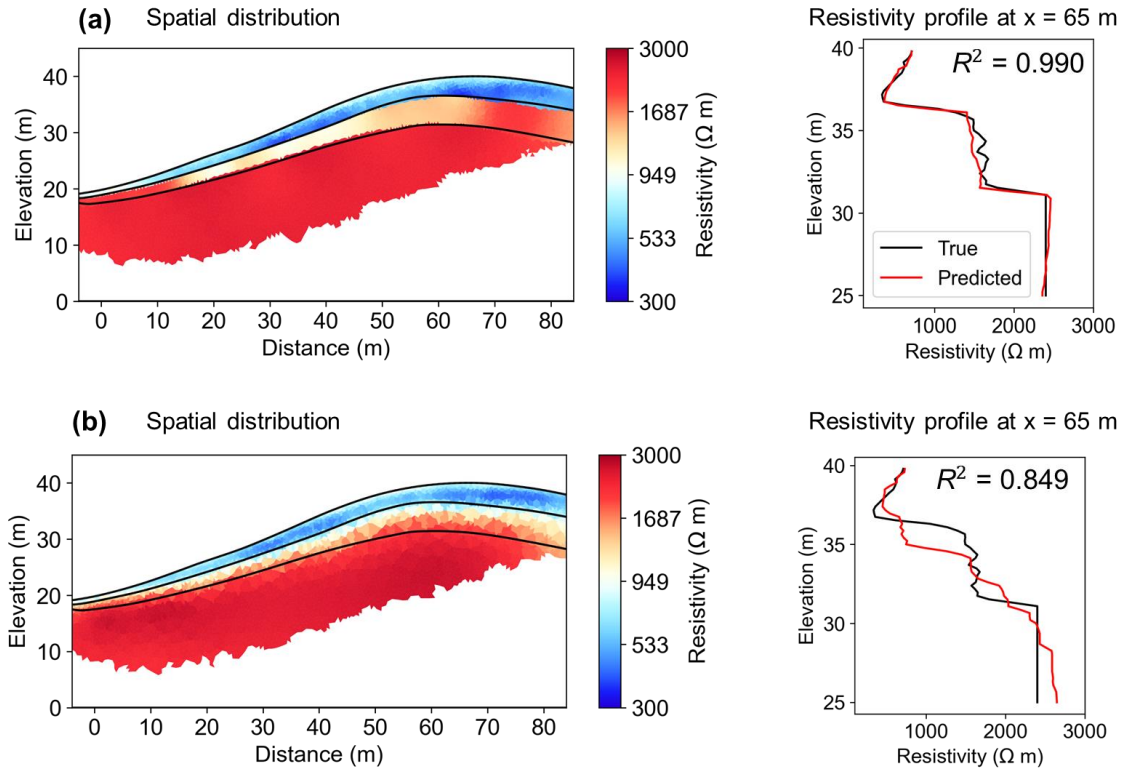 (a) Spatial distribution
Resistivity profile at x = 65 m
40
30
20
10
0
Elevation (m)
0 10 20 30 40 50 60 70 80
Distance (m)
3000
1687
949
533
300
Resistivity (Ω m)
R² = 0.990
40
35
30
25
Elevation (m)
True
Predicted
1000 2000 3000
Resistivity (Ω m)
(b) Spatial distribution
Resistivity profile at x = 65 m
40
30
20
10
0
Elevation (m)
0 10 20 30 40 50 60 70 80
Distance (m)
3000
1687
949
533
300
Resistivity (Ω m)
R² = 0.849
40
35
30
25
Elevation (m)
1000 2000 3000
Resistivity (Ω m)